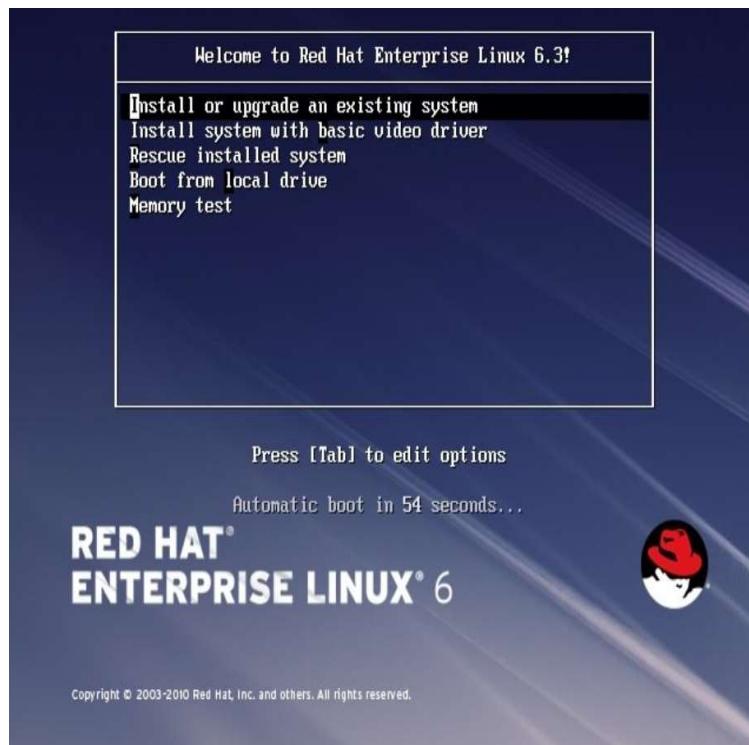 Welcome to Red Hat Enterprise Linux 6.3!
Install or upgrade an existing system
Install system with basic video driver
Rescue installed system
Boot from local drive
Memory test
Press [Tab] to edit options
Automatic boot in 54 seconds...
RED HAT®
ENTERPRISE LINUX® 6
Copyright © 2003-2010 Red Hat, Inc. and others. All rights reserved.